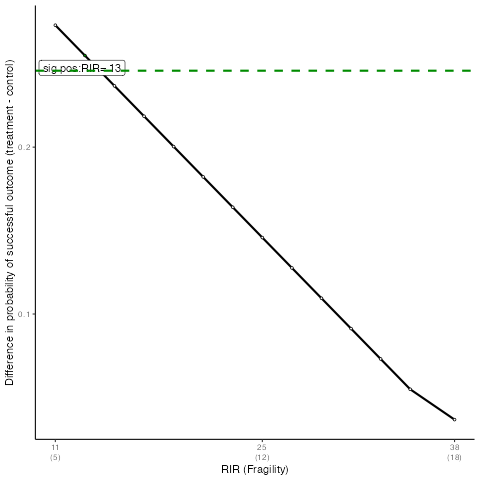 Difference in probability of successful outcome (treatment - control)
sig pos:RIR= 13
0.2
0.1
11
(5)
25
(12)
38
(18)
RIR (Fragility)